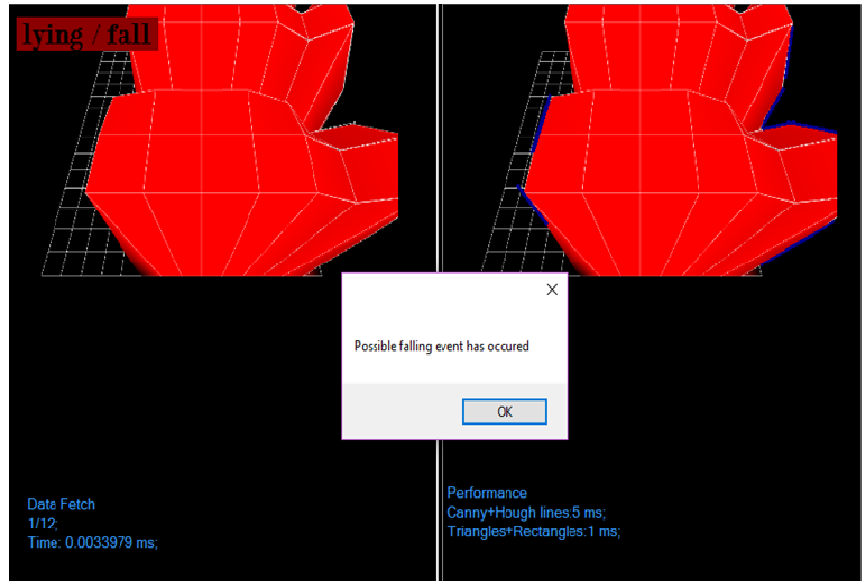 lying / fall
Possible falling event has occured
OK
Data Fetch
1/12;
Time: 0.0033979 ms;
Performance
Canny+Hough lines:5 ms;
Triangles+Rectangles:1 ms;